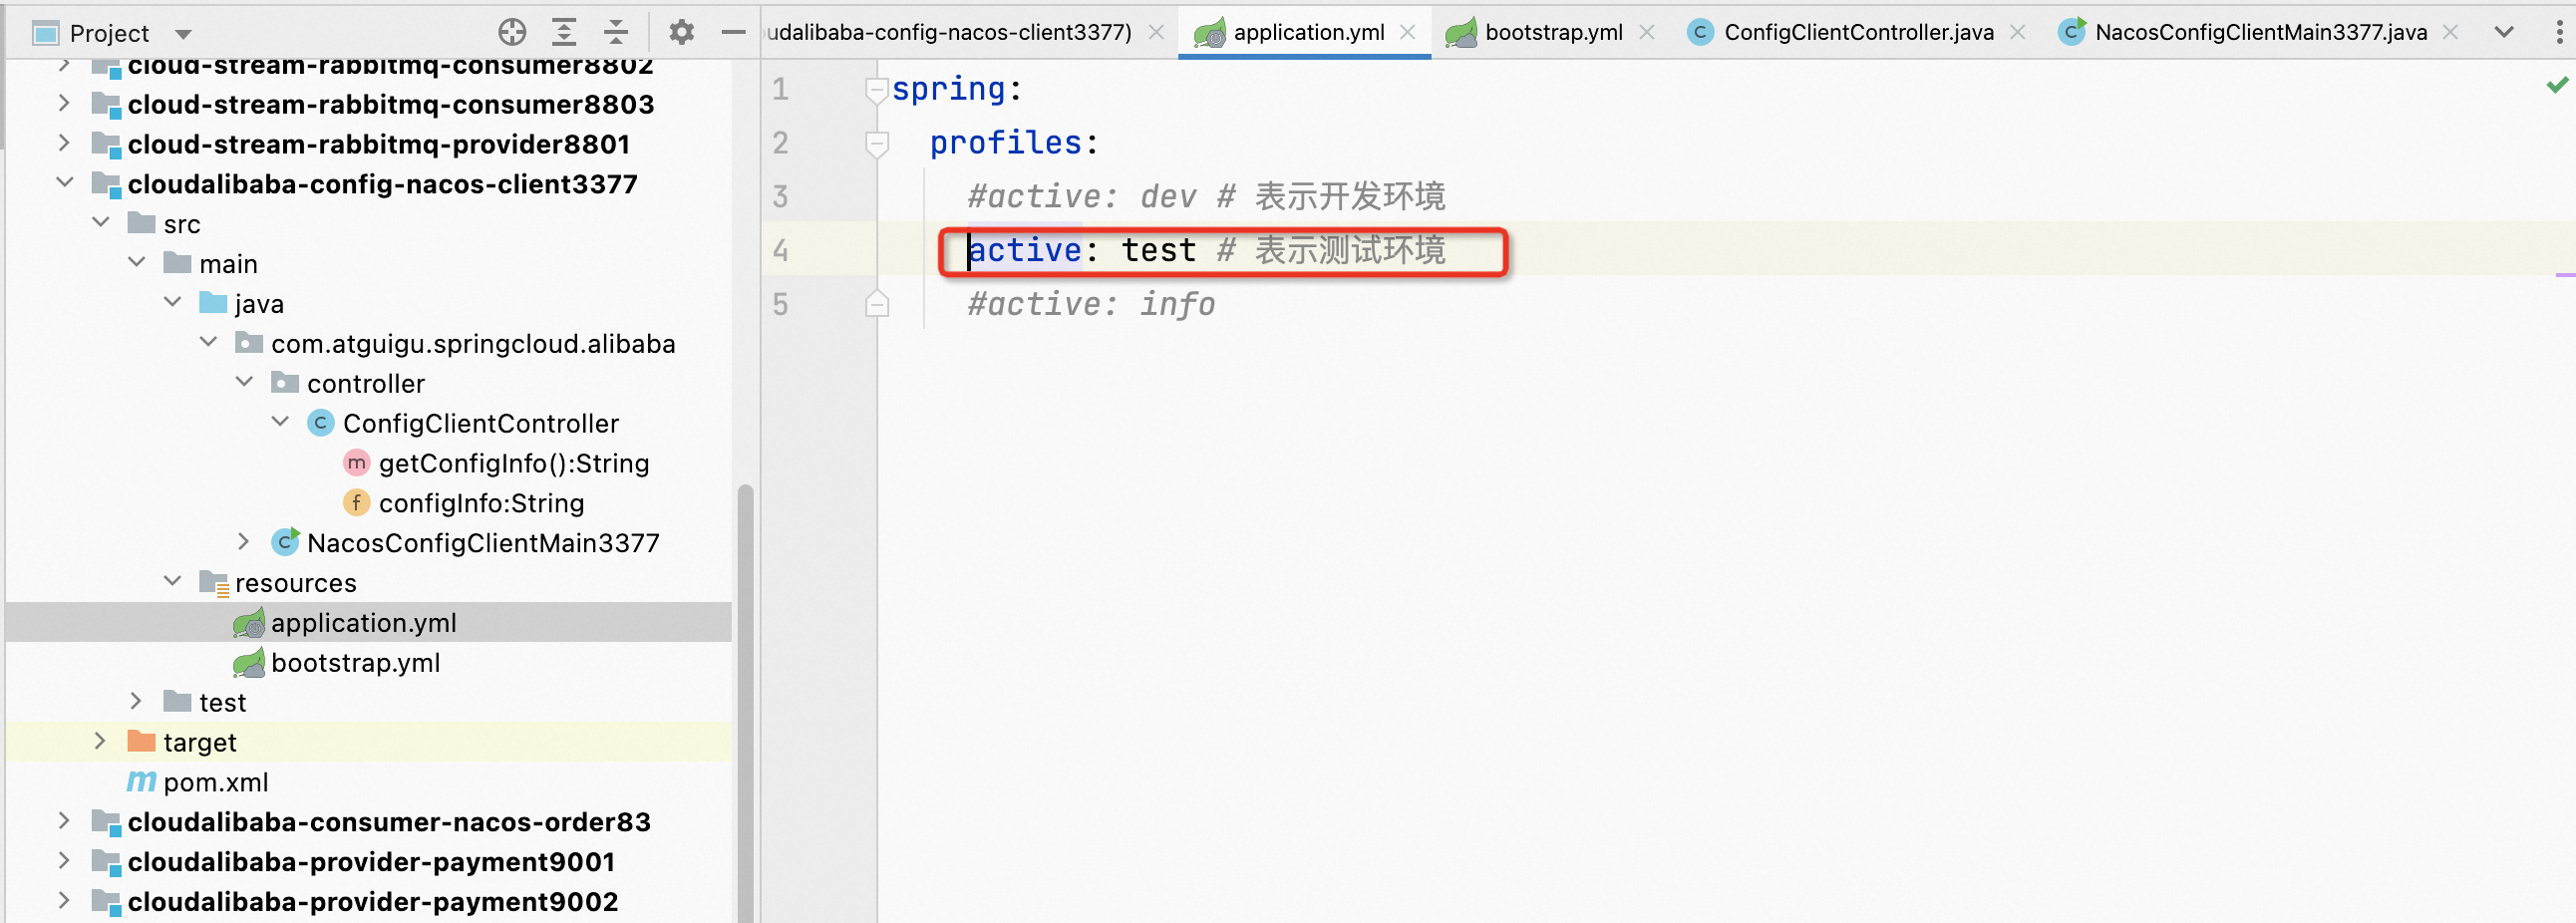 Project
oudalibaba-config-nacos-client3377)
application.yml
bootstrap.yml
ConfigClientController.java
NacosConfigClientMain3377.java
cloud-stream-rabbitmq-consumer8802
cloud-stream-rabbitmq-consumer8803
cloud-stream-rabbitmq-provider8801
cloudalibaba-config-nacos-client3377
src
main
java
com.atguigu.springcloud.alibaba
controller
C ConfigClientController
m getConfigInfo():String
f configInfo:String
C NacosConfigClientMain3377
resources
application.yml
bootstrap.yml
test
target
m pom.xml
cloudalibaba-consumer-nacos-order83
cloudalibaba-provider-payment9001
cloudalibaba-provider-payment9002
1 spring:
2 profiles:
3 #active: dev # 表示开发环境
4 active: test # 表示测试环境
5 #active: info